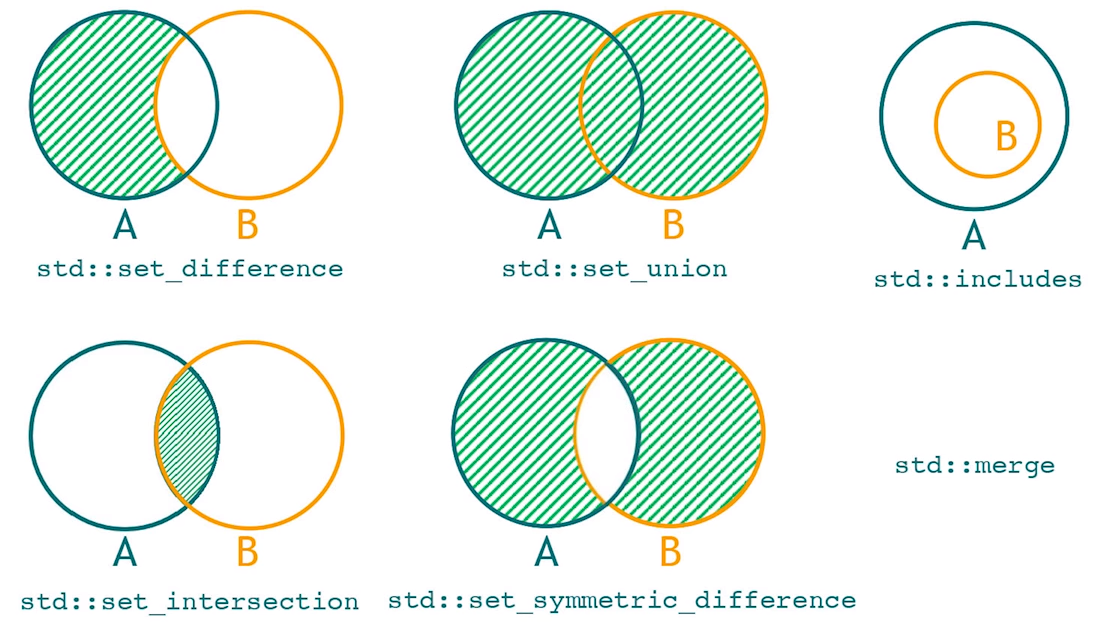 A B
std::set_difference
A B
std::set_union
B
A
std::includes
A B
std::set_intersection
A B
std::set_symmetric_difference
std::merge